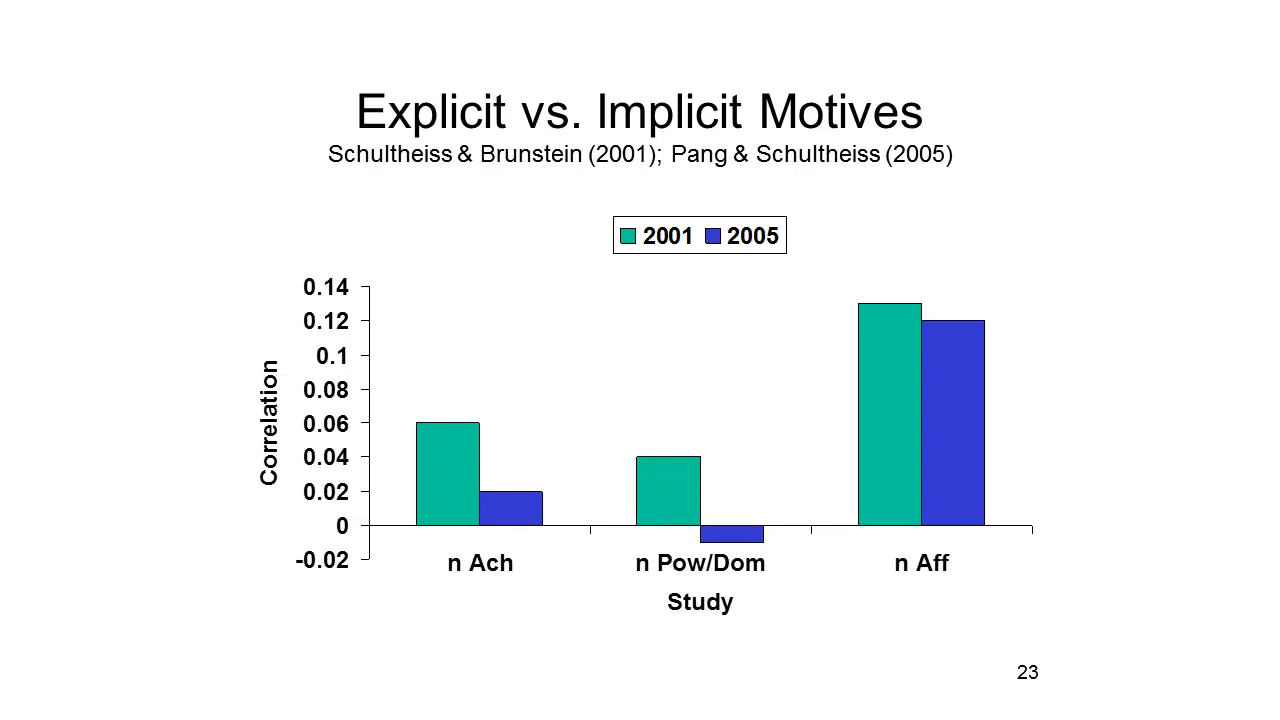 Explicit vs. Implicit Motives
Schultheiss & Brunstein (2001); Pang & Schultheiss (2005)
2001 2005
0.14
0.12
0.1
0.08
0.06
0.04
0.02
0
-0.02
Correlation
n Ach n Pow/Dom n Aff
Study
23